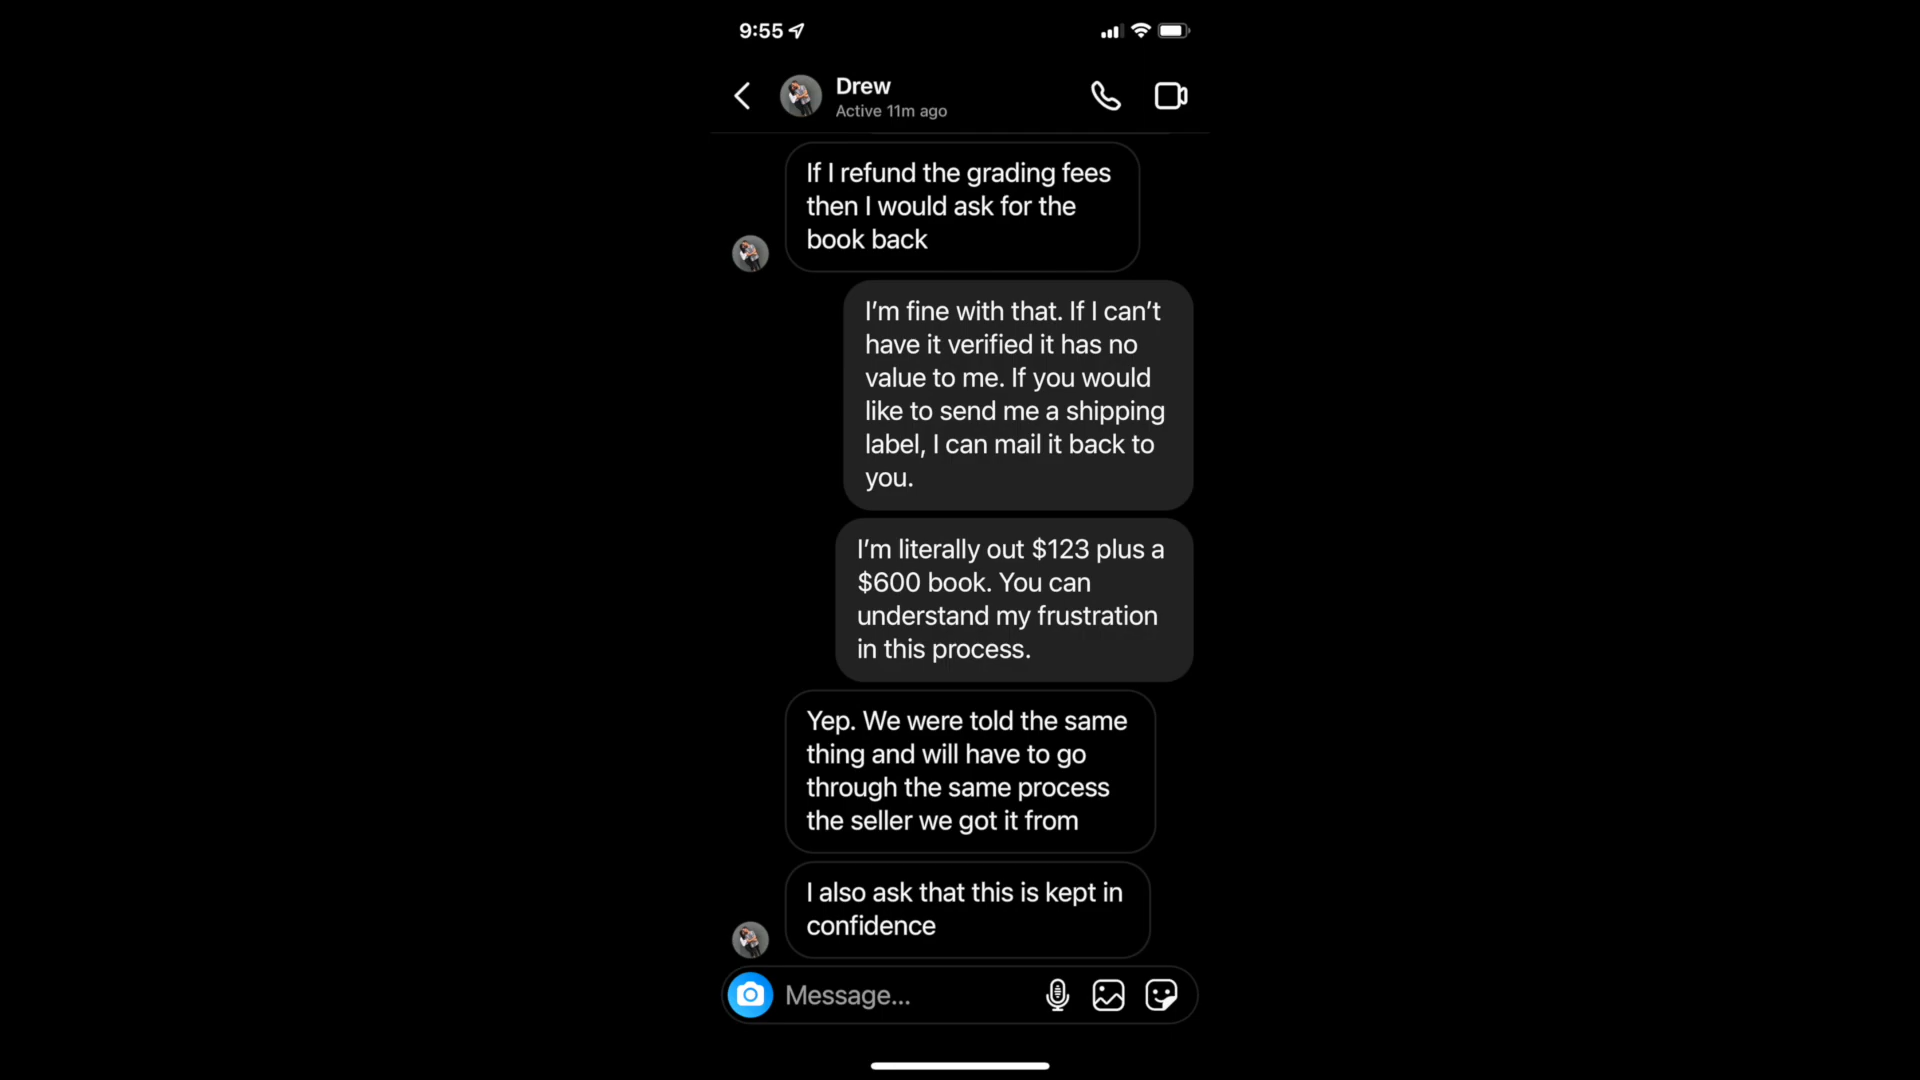 9:55
Drew
Active 11m ago
If I refund the grading fees
then I would ask for the
book back
I’m fine with that. If I can’t
have it verified it has no
value to me. If you would
like to send me a shipping
label, I can mail it back to
you.
I’m literally out $123 plus a
$600 book. You can
understand my frustration
in this process.
Yep. We were told the same
thing and will have to go
through the same process
the seller we got it from
I also ask that this is kept in
confidence
Message...